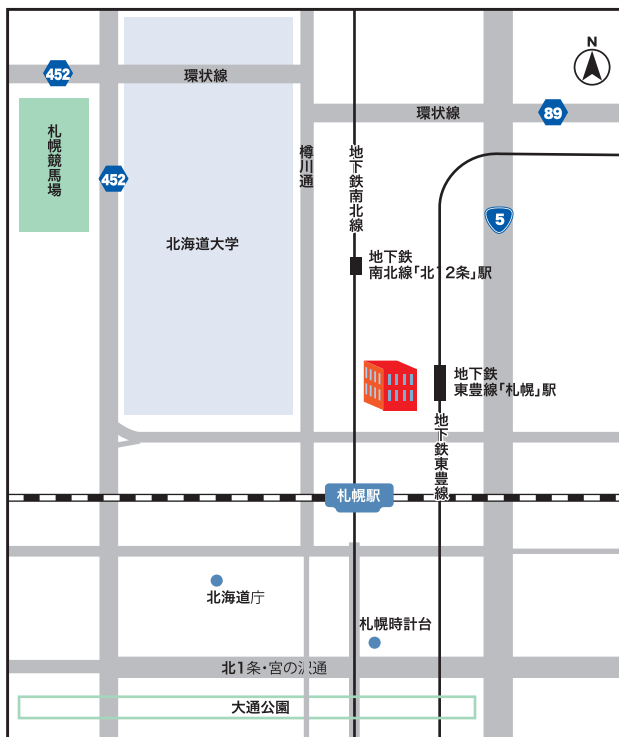 N
452
環状線
環状線
89
札幌競馬場
樽川通
地下鉄南北線
452
5
北海道大学
地下鉄
南北線「北12条」駅
地下鉄
東豊線「札幌」駅
地下鉄東豊線
札幌駅
北海道庁
札幌時計台
北1条・宮の沢通
大通公園